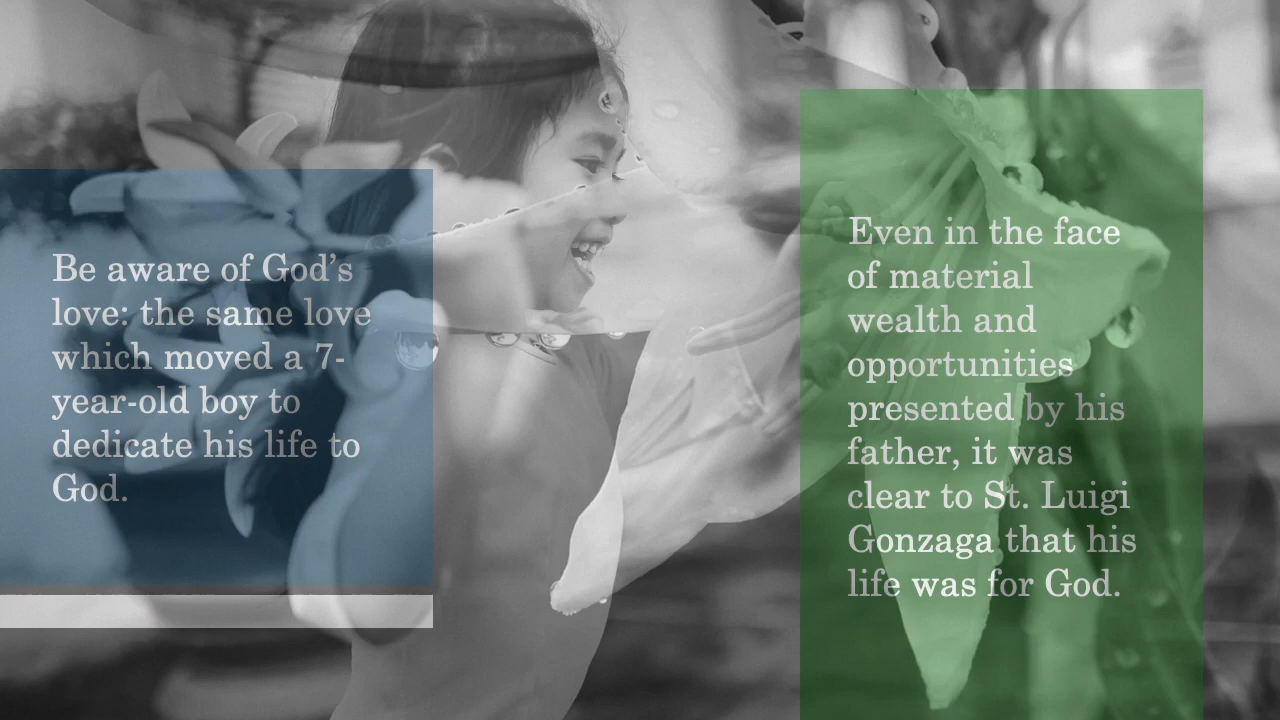 Be aware of God’s
love: the same love
which moved a 7-
year-old boy to
dedicate his life to
God.
Even in the face
of material
wealth and
opportunities
presented by his
father, it was
clear to St. Luigi
Gonzaga that his
life was for God.